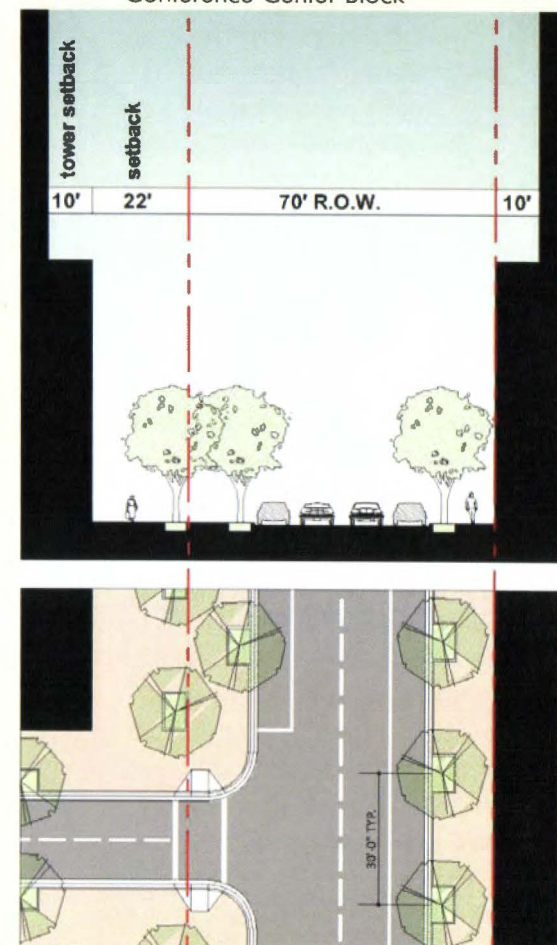 Conference Center Block
tower setback
setback
10'
22'
70' R.O.W.
10'
30'-0" TYP.